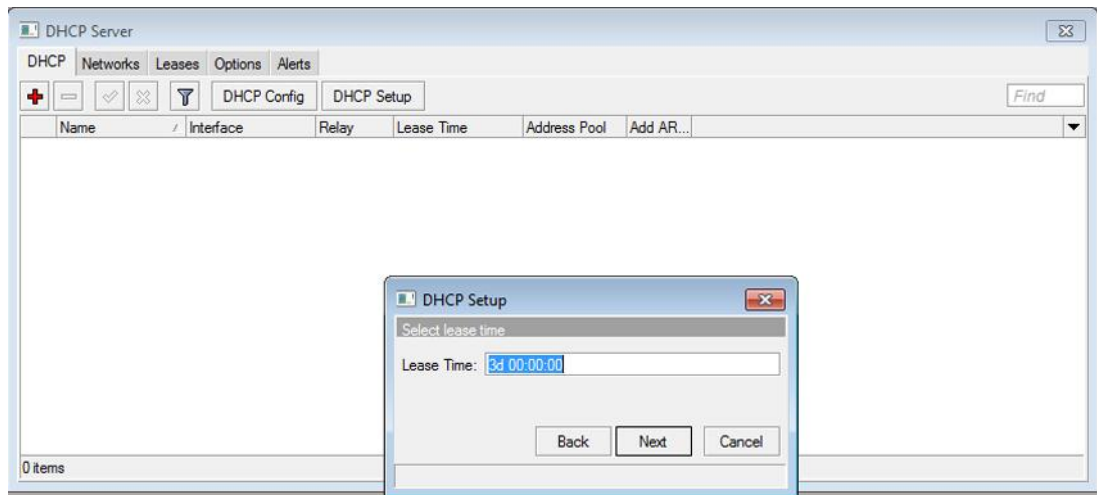 DHCP Server
DHCP Networks Leases Options Alerts
DHCP Config DHCP Setup Find
Name Interface Relay Lease Time Address Pool Add AR...
DHCP Setup
Select lease time
Lease Time: 3d 00:00:00
Back Next Cancel
0 items